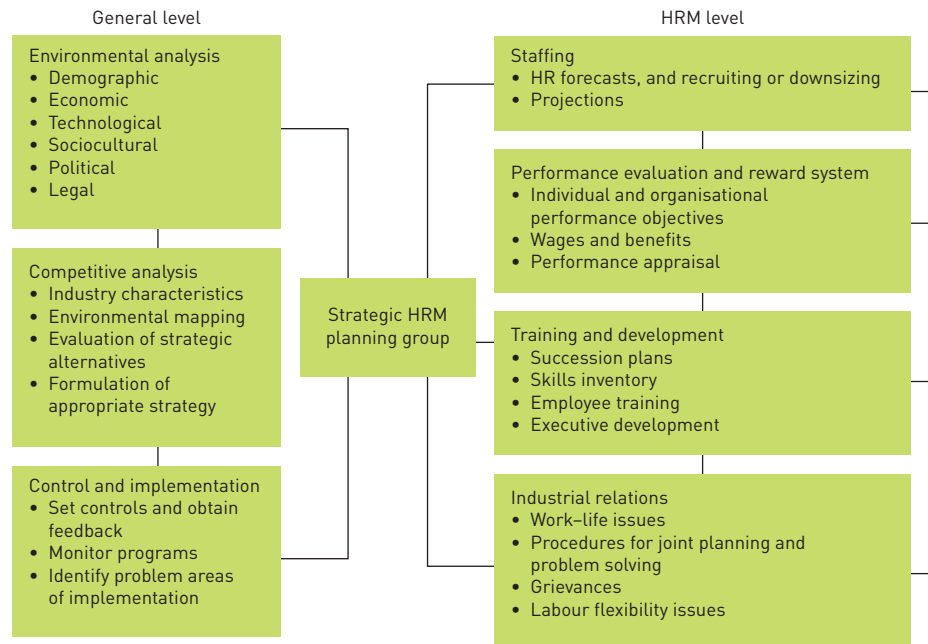 General level
Environmental analysis
• Demographic
• Economic
• Technological
• Sociocultural
• Political
• Legal
Competitive analysis
• Industry characteristics
• Environmental mapping
• Evaluation of strategic
alternatives
• Formulation of
appropriate strategy
Control and implementation
• Set controls and obtain
feedback
• Monitor programs
• Identify problem areas
of implementation
Strategic HRM
planning group
HRM level
Staffing
• HR forecasts, and recruiting or downsizing
• Projections
Performance evaluation and reward system
• Individual and organisational
performance objectives
• Wages and benefits
• Performance appraisal
Training and development
• Succession plans
• Skills inventory
• Employee training
• Executive development
Industrial relations
• Work–life issues
• Procedures for joint planning and
problem solving
• Grievances
• Labour flexibility issues